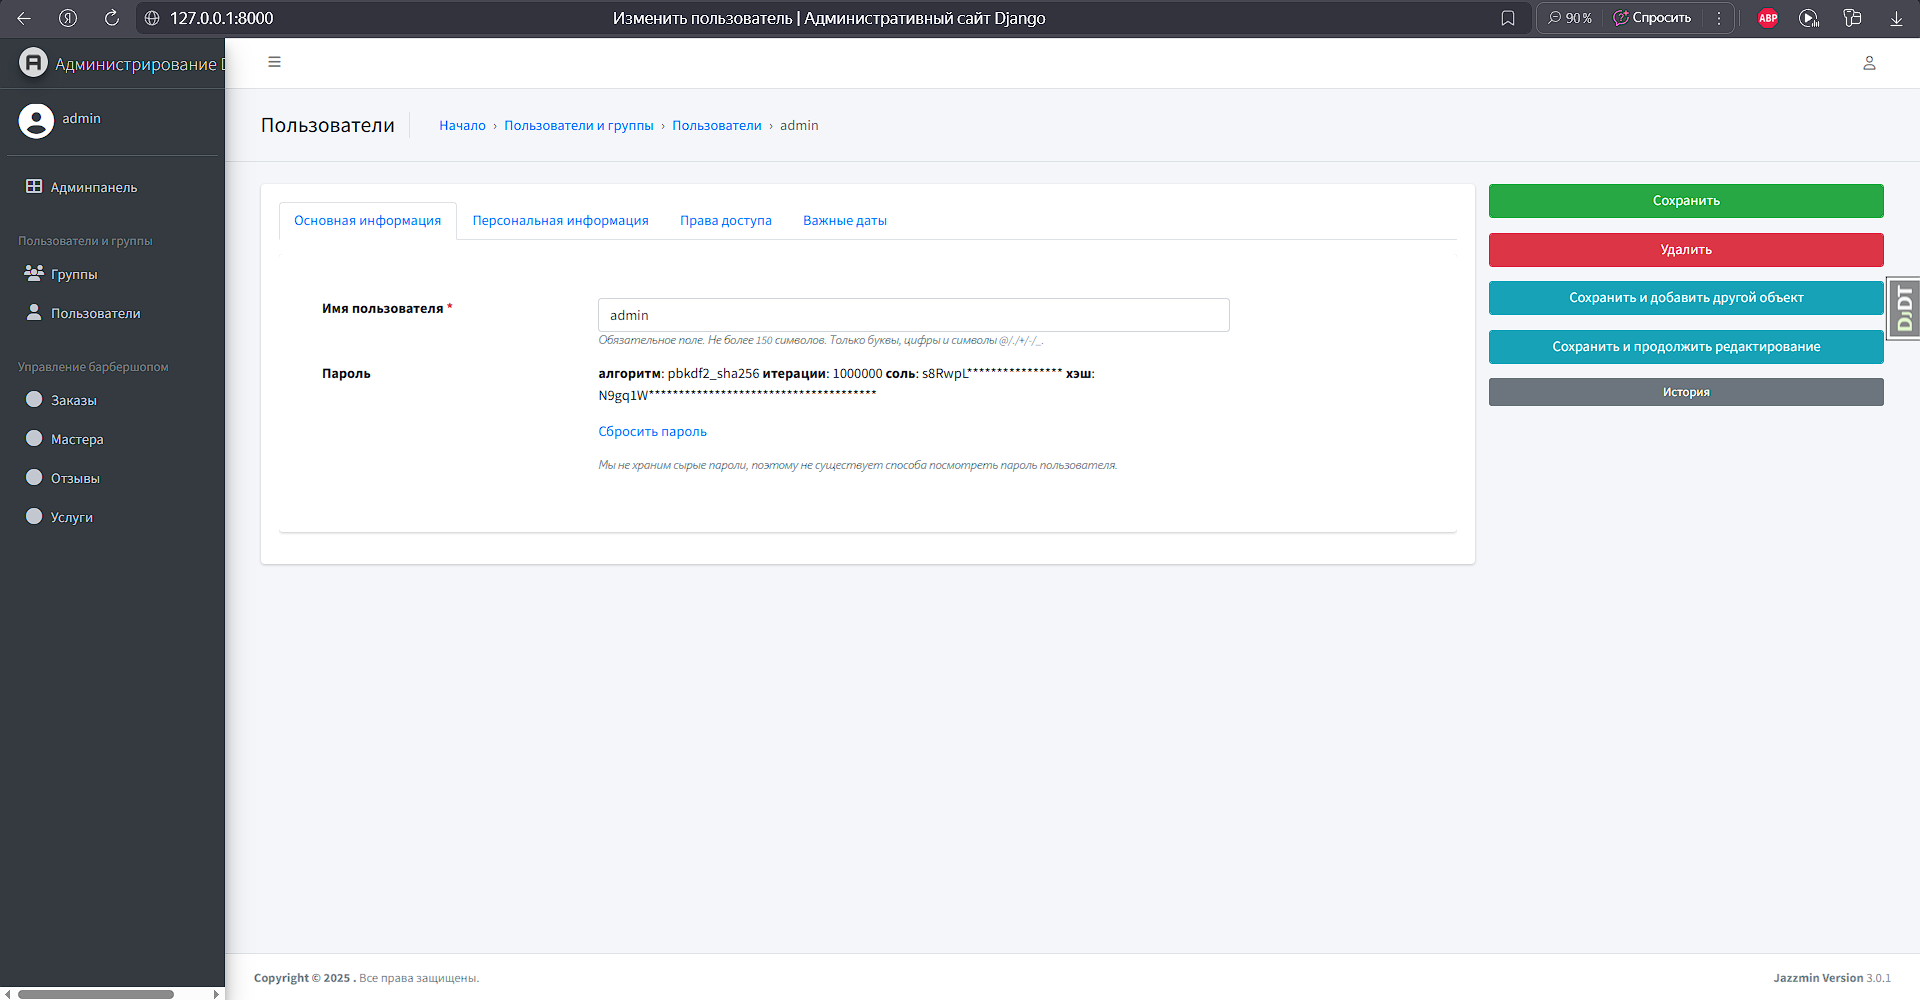 127.0.0.1:8000
Изменить пользователь | Административный сайт Django
90 %
Спросить
ABP
Администрирование D
admin
Админпанель
Пользователи и группы
Группы
Пользователи
Управление барбершопом
Заказы
Мастера
Отзывы
Услуги
Пользователи
Начало › Пользователи и группы › Пользователи › admin
Основная информация
Персональная информация
Права доступа
Важные даты
Имя пользователя *
admin
Обязательное поле. Не более 150 символов. Только буквы, цифры и символы @/./+/-/_.
Пароль
алгоритм: pbkdf2_sha256 итерации: 1000000 соль: s8RwpL**************** хэш:
N9gq1W**************************************
Сбросить пароль
Мы не храним сырые пароли, поэтому не существует способа посмотреть пароль пользователя.
Сохранить
Удалить
Сохранить и добавить другой объект
Сохранить и продолжить редактирование
История
DJDT
Copyright © 2025 . Все права защищены.
Jazzmin Version 3.0.1